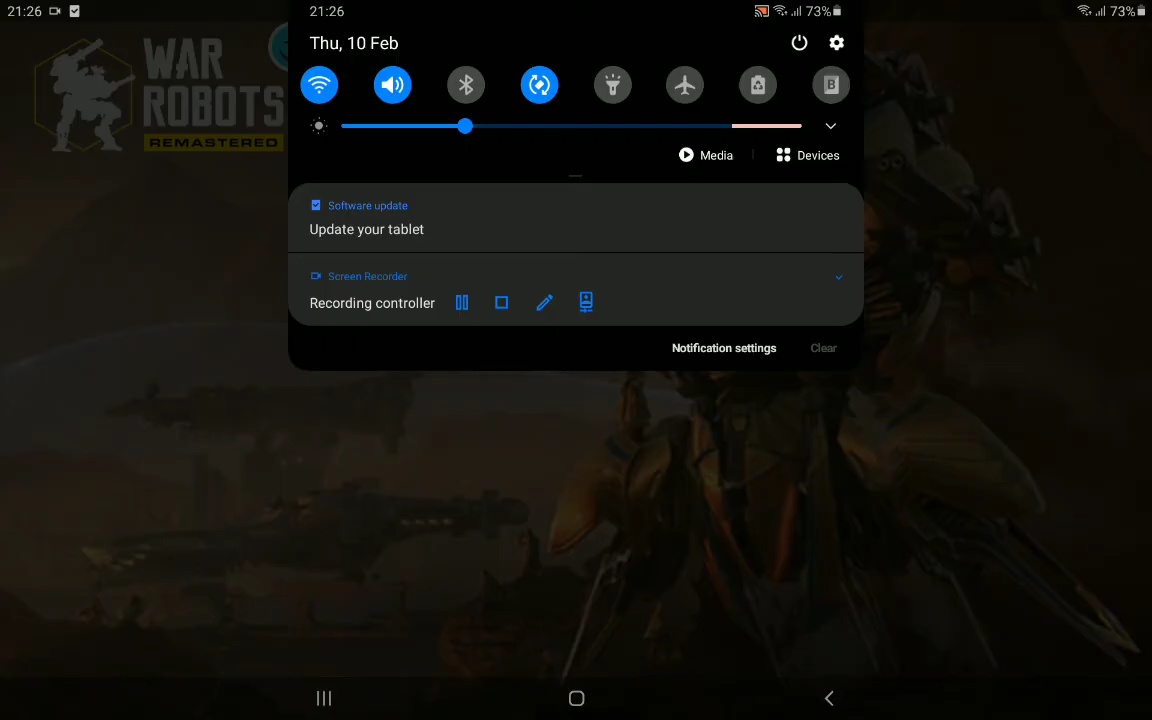 21:26
21:26
73%
73%
Thu, 10 Feb
WAR
ROBOTS
REMASTERED
B
Media
Devices
Software update
Update your tablet
Screen Recorder
Recording controller
Notification settings
Clear